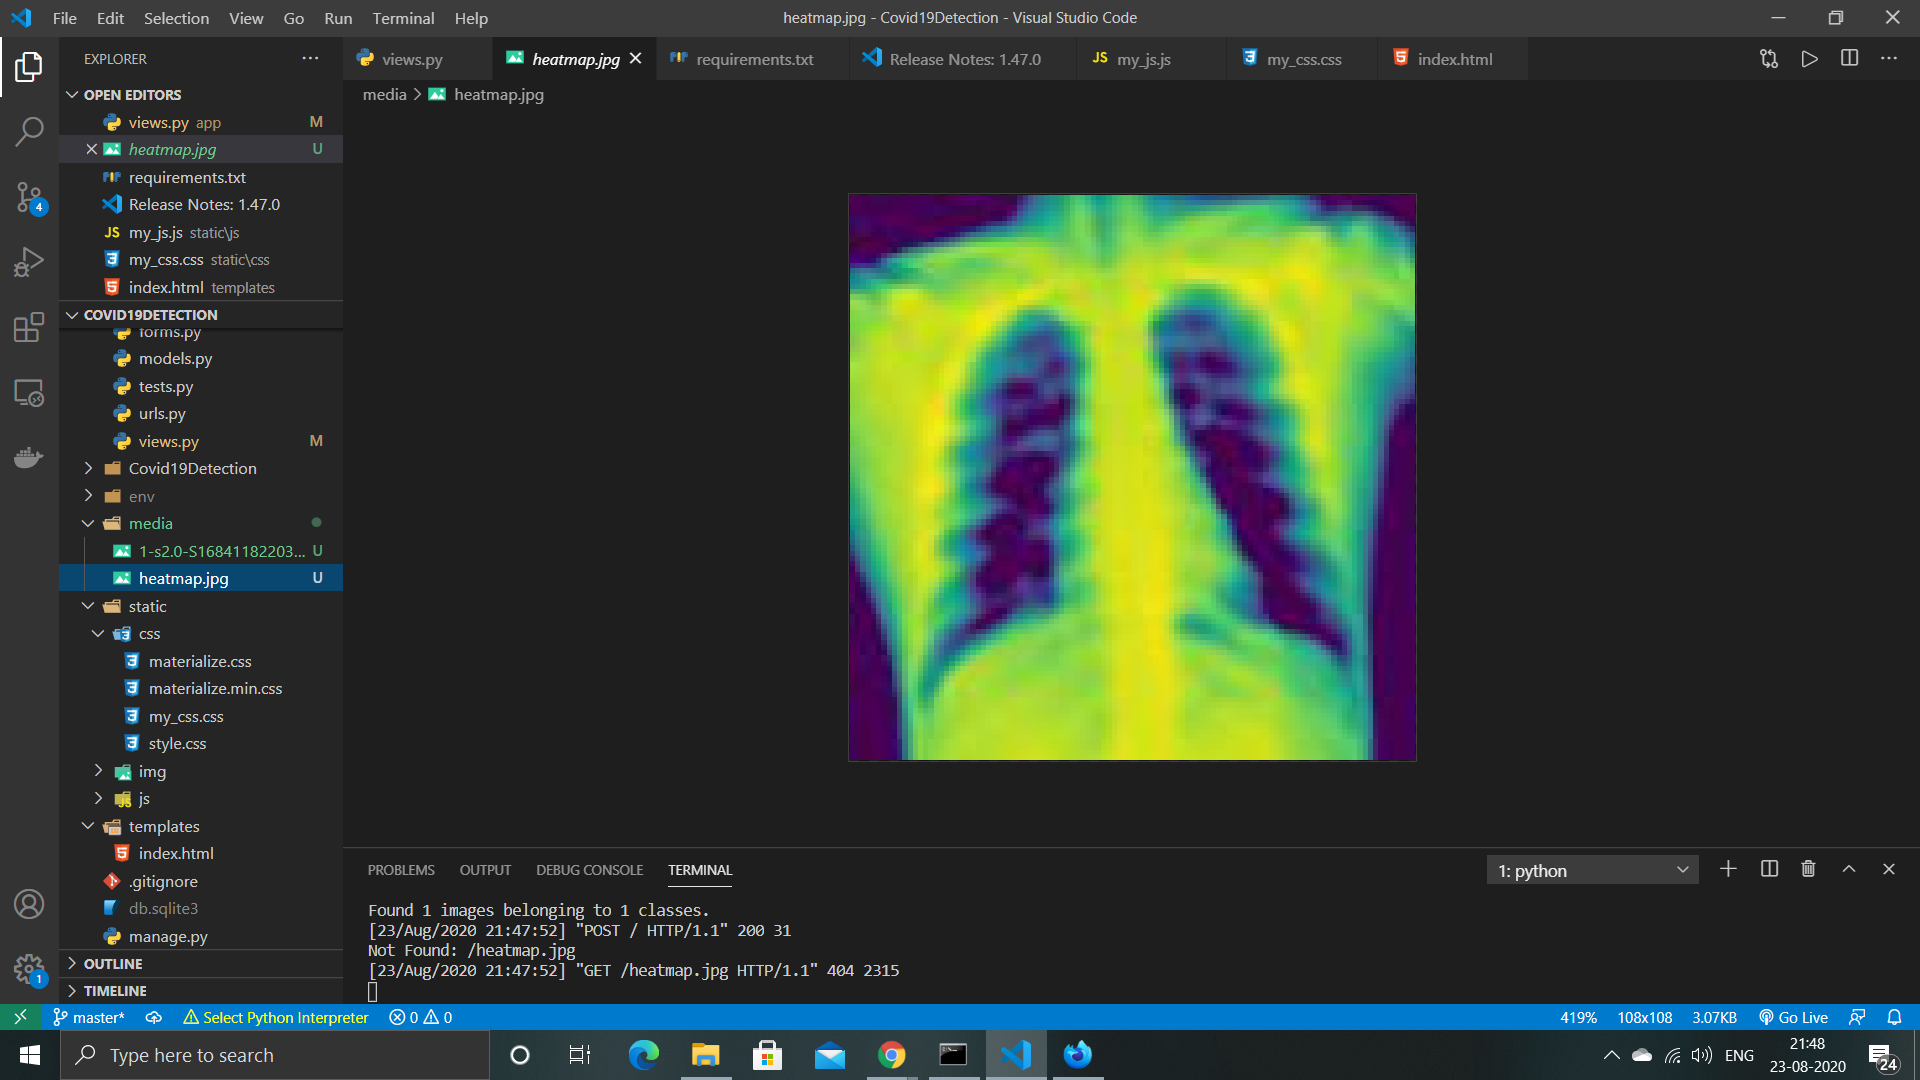 File Edit Selection View Go Run Terminal Help
heatmap.jpg - Covid19Detection - Visual Studio Code
EXPLORER
OPEN EDITORS
views.py app M
heatmap.jpg U
requirements.txt
Release Notes: 1.47.0
JS my_js.js static\js
my_css.css static\css
index.html templates
COVID19DETECTION
forms.py
models.py
tests.py
urls.py
views.py M
Covid19Detection
env
media
1-s2.0-S16841182203... U
heatmap.jpg U
static
css
materialize.css
materialize.min.css
my_css.css
style.css
img
js
templates
index.html
.gitignore
db.sqlite3
manage.py
OUTLINE
TIMELINE
4
1
views.py heatmap.jpg requirements.txt Release Notes: 1.47.0 JS my_js.js my_css.css index.html
media > heatmap.jpg
PROBLEMS OUTPUT DEBUG CONSOLE TERMINAL
1: python
Found 1 images belonging to 1 classes.
[23/Aug/2020 21:47:52] "POST / HTTP/1.1" 200 31
Not Found: /heatmap.jpg
[23/Aug/2020 21:47:52] "GET /heatmap.jpg HTTP/1.1" 404 2315
master* Select Python Interpreter 0 0 419% 108x108 3.07KB Go Live
Type here to search
ENG
21:48
23-08-2020
24